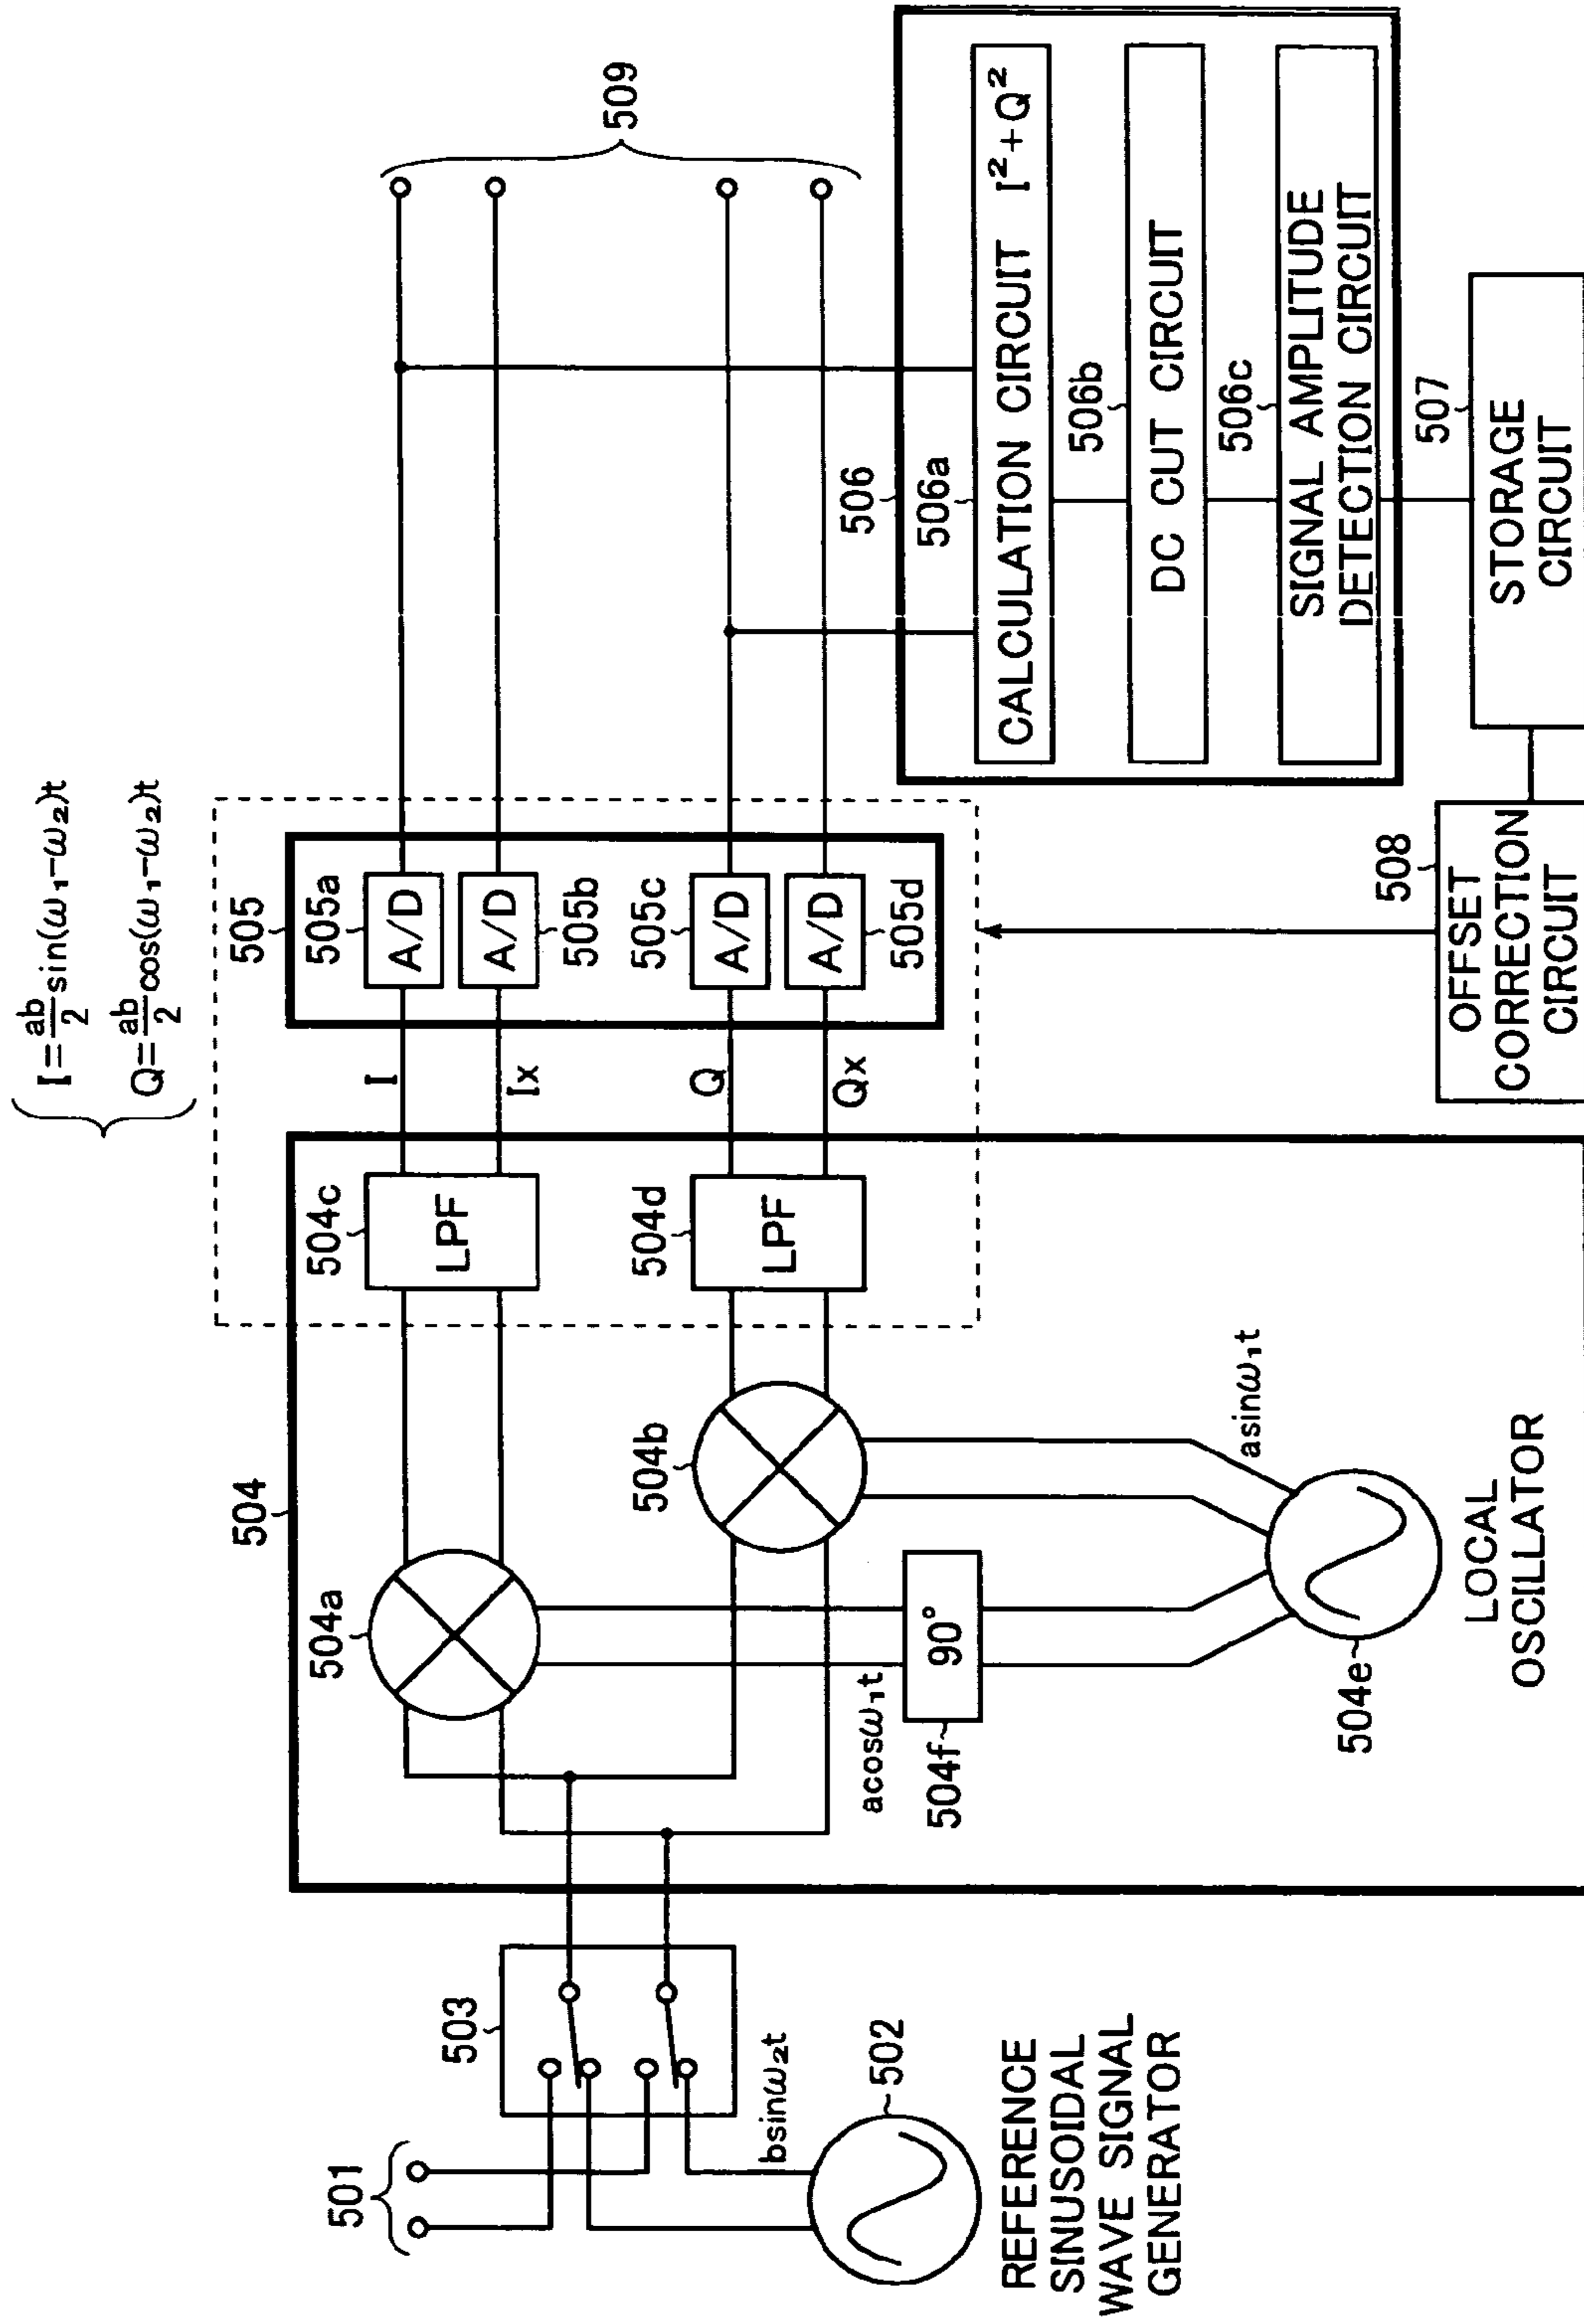 I=ab/2 sin(ω₁-ω₂)t
Q=ab/2 cos(ω₁-ω₂)t
501
503
bsinω₂t
502
REFERENCE
SINUSOIDAL
WAVE SIGNAL
GENERATOR
504
504a
504b
acosω₁t
90°
504f
asinω₁t
504e
LOCAL
OSCILLATOR
504c
LPF
504d
LPF
I
Ix
Q
Qx
505
505a
A/D
A/D
505b
505c
A/D
A/D
505d
509
506
506a
CALCULATION CIRCUIT I²+Q²
506b
DC CUT CIRCUIT
506c
SIGNAL AMPLITUDE
DETECTION CIRCUIT
507
STORAGE
CIRCUIT
508
OFFSET
CORRECTION
CIRCUIT